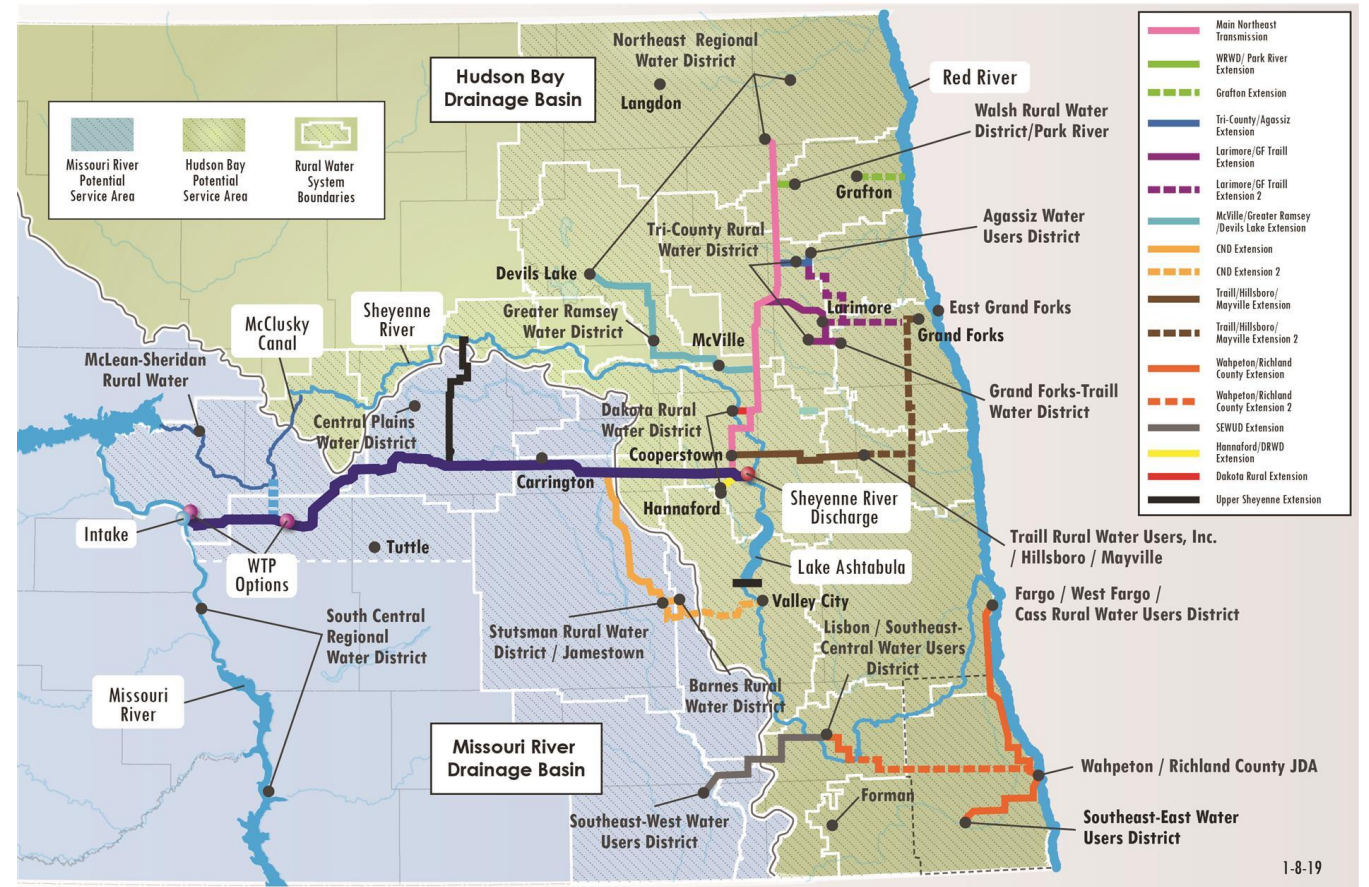 Hudson Bay
Drainage Basin
Missouri River
Potential
Service Area
Hudson Bay
Potential
Service Area
Rural Water
System
Boundaries
Northeast Regional
Water District
Langdon
Red River
Walsh Rural Water
District/Park River
Grafton
Agassiz Water
Users District
Tri-County Rural
Water District
Devils Lake
Sheyenne
River
McClusky
Canal
Greater Ramsey
Water District
McVille
Larimore
East Grand Forks
Grand Forks
McLean-Sheridan
Rural Water
Central Plains
Water District
Dakota Rural
Water District
Grand Forks-Traill
Water District
Cooperstown
Carrington
Hannaford
Sheyenne River
Discharge
Intake
WTP
Options
Tuttle
Traill Rural Water Users, Inc.
/ Hillsboro / Mayville
Lake Ashtabula
Valley City
Fargo / West Fargo /
Cass Rural Water Users District
South Central
Regional
Water District
Stutsman Rural Water
District / Jamestown
Lisbon / Southeast-
Central Water Users
District
Barnes Rural
Water District
Missouri
River
Missouri River
Drainage Basin
Wahpeton / Richland County JDA
Forman
Southeast-West Water
Users District
Southeast-East Water
Users District
1-8-19
Main Northeast
Transmission
WRWD/ Park River
Extension
Grafton Extension
Tri-County/Agassiz
Extension
Larimore/GF Traill
Extension
Larimore/GF Traill
Extension 2
McVille/Greater Ramsey
/Devils Lake Extension
CND Extension
CND Extension 2
Traill/Hillsboro/
Mayville Extension
Traill/Hillsboro/
Mayville Extension 2
Wahpeton/Richland
County Extension
Wahpeton/Richland
County Extension 2
SEWUD Extension
Hannaford/DRWD
Extension
Dakota Rural Extension
Upper Sheyenne Extension